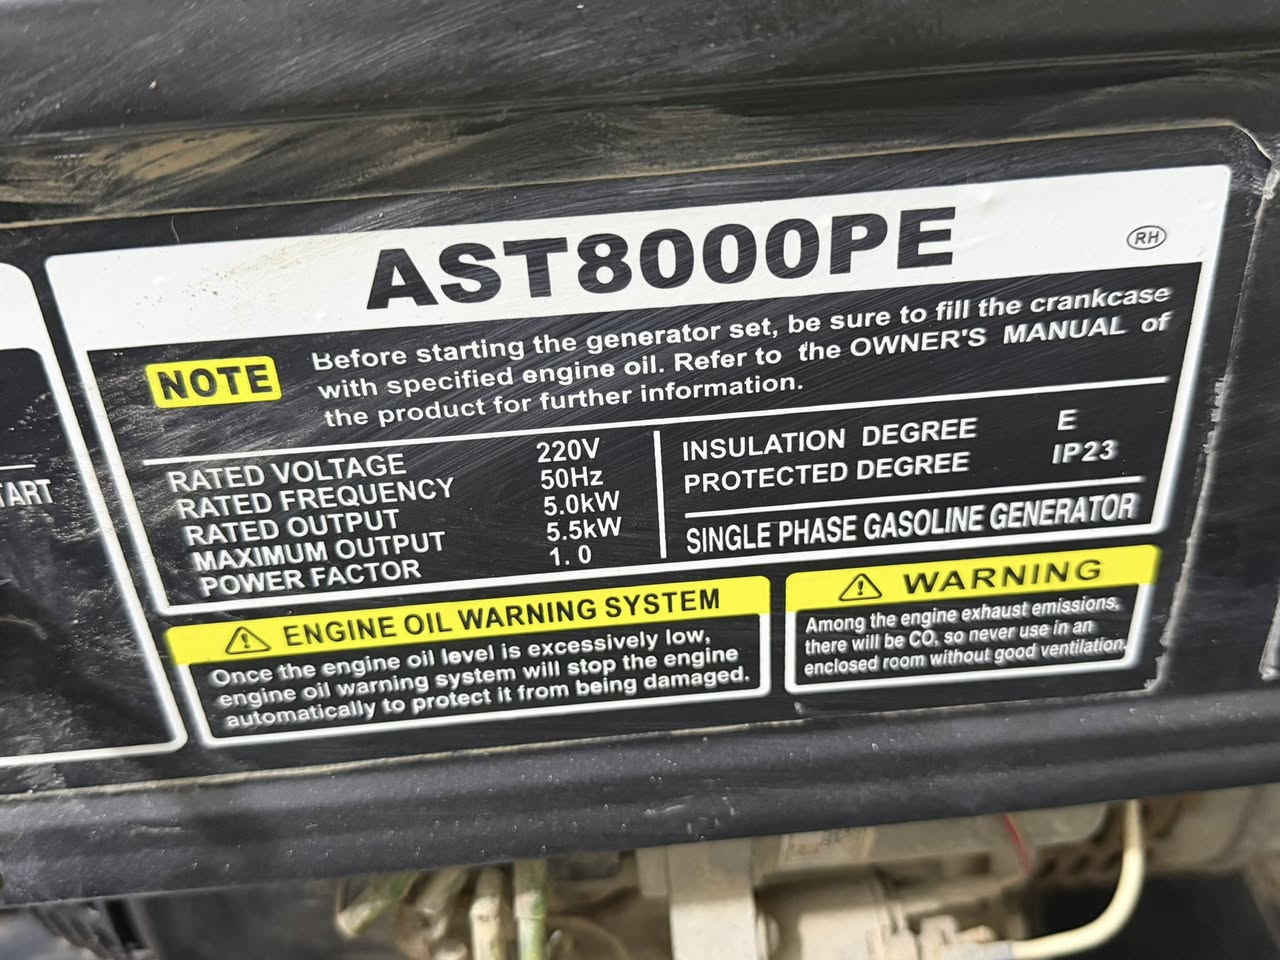 AST8000PE
RH
NOTE
Before starting the generator set, be sure to fill the crankcase
with specified engine oil. Refer to the OWNER'S MANUAL of
the product for further information.
RATED VOLTAGE 220V
RATED FREQUENCY 50Hz
RATED OUTPUT 5.0kW
MAXIMUM OUTPUT 5.5kW
POWER FACTOR 1.0
INSULATION DEGREE E
PROTECTED DEGREE IP23
SINGLE PHASE GASOLINE GENERATOR
ENGINE OIL WARNING SYSTEM
Once the engine oil level is excessively low,
engine oil warning system will stop the engine
automatically to protect it from being damaged.
WARNING
Among the engine exhaust emissions,
there will be CO, so never use in an
enclosed room without good ventilation.